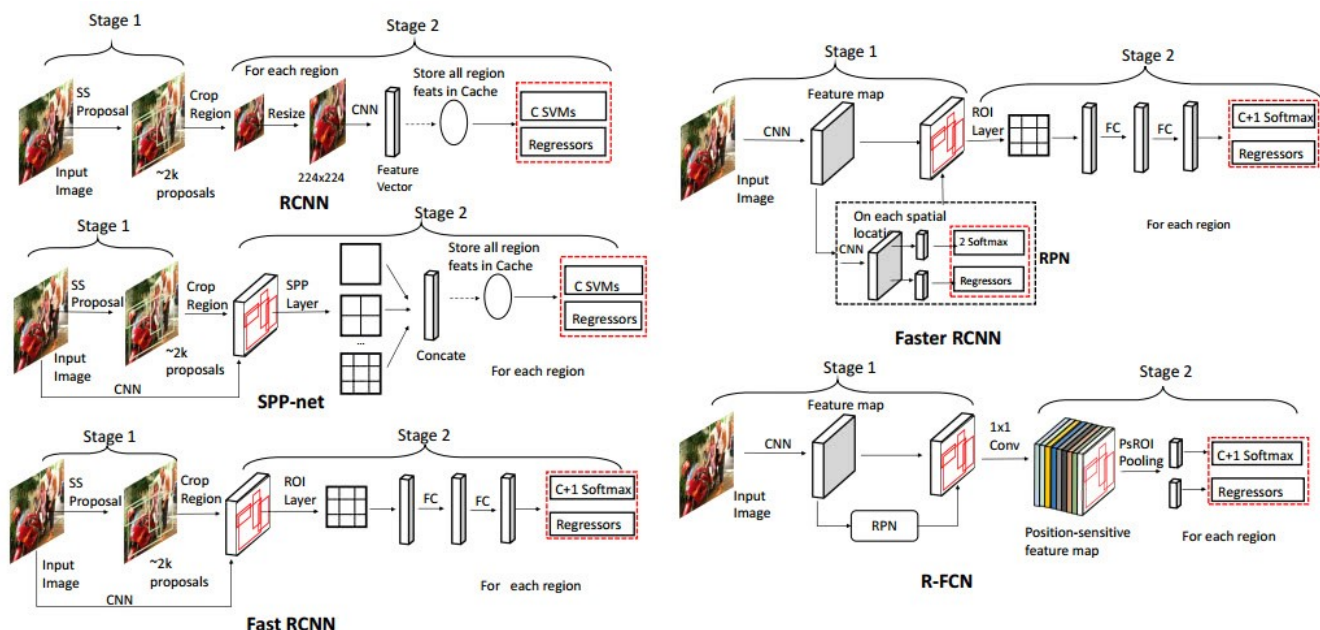 Stage 1
Stage 2
SS
Proposal
Crop
Region
For each region
Resize
CNN
Store all region
feats in Cache
C SVMs
Regressors
Input
Image
~2k
proposals
224x224
Feature
Vector
RCNN
Stage 1
Stage 2
SS
Proposal
Crop
Region
SPP
Layer
...
Store all region
feats in Cache
C SVMs
Regressors
Input
Image
~2k
proposals
CNN
Concate
For each region
SPP-net
Stage 1
Stage 2
SS
Proposal
Crop
Region
ROI
Layer
FC
FC
C+1 Softmax
Regressors
Input
Image
~2k
proposals
CNN
For each region
Fast RCNN
Stage 1
Stage 2
Feature map
CNN
ROI
Layer
FC
FC
C+1 Softmax
Regressors
Input
Image
On each spatial
location
CNN
2 Softmax
Regressors
RPN
For each region
Faster RCNN
Stage 1
Stage 2
Feature map
CNN
1x1
Conv
PsROI
Pooling
C+1 Softmax
Regressors
Input
Image
RPN
Position-sensitive
feature map
For each region
R-FCN